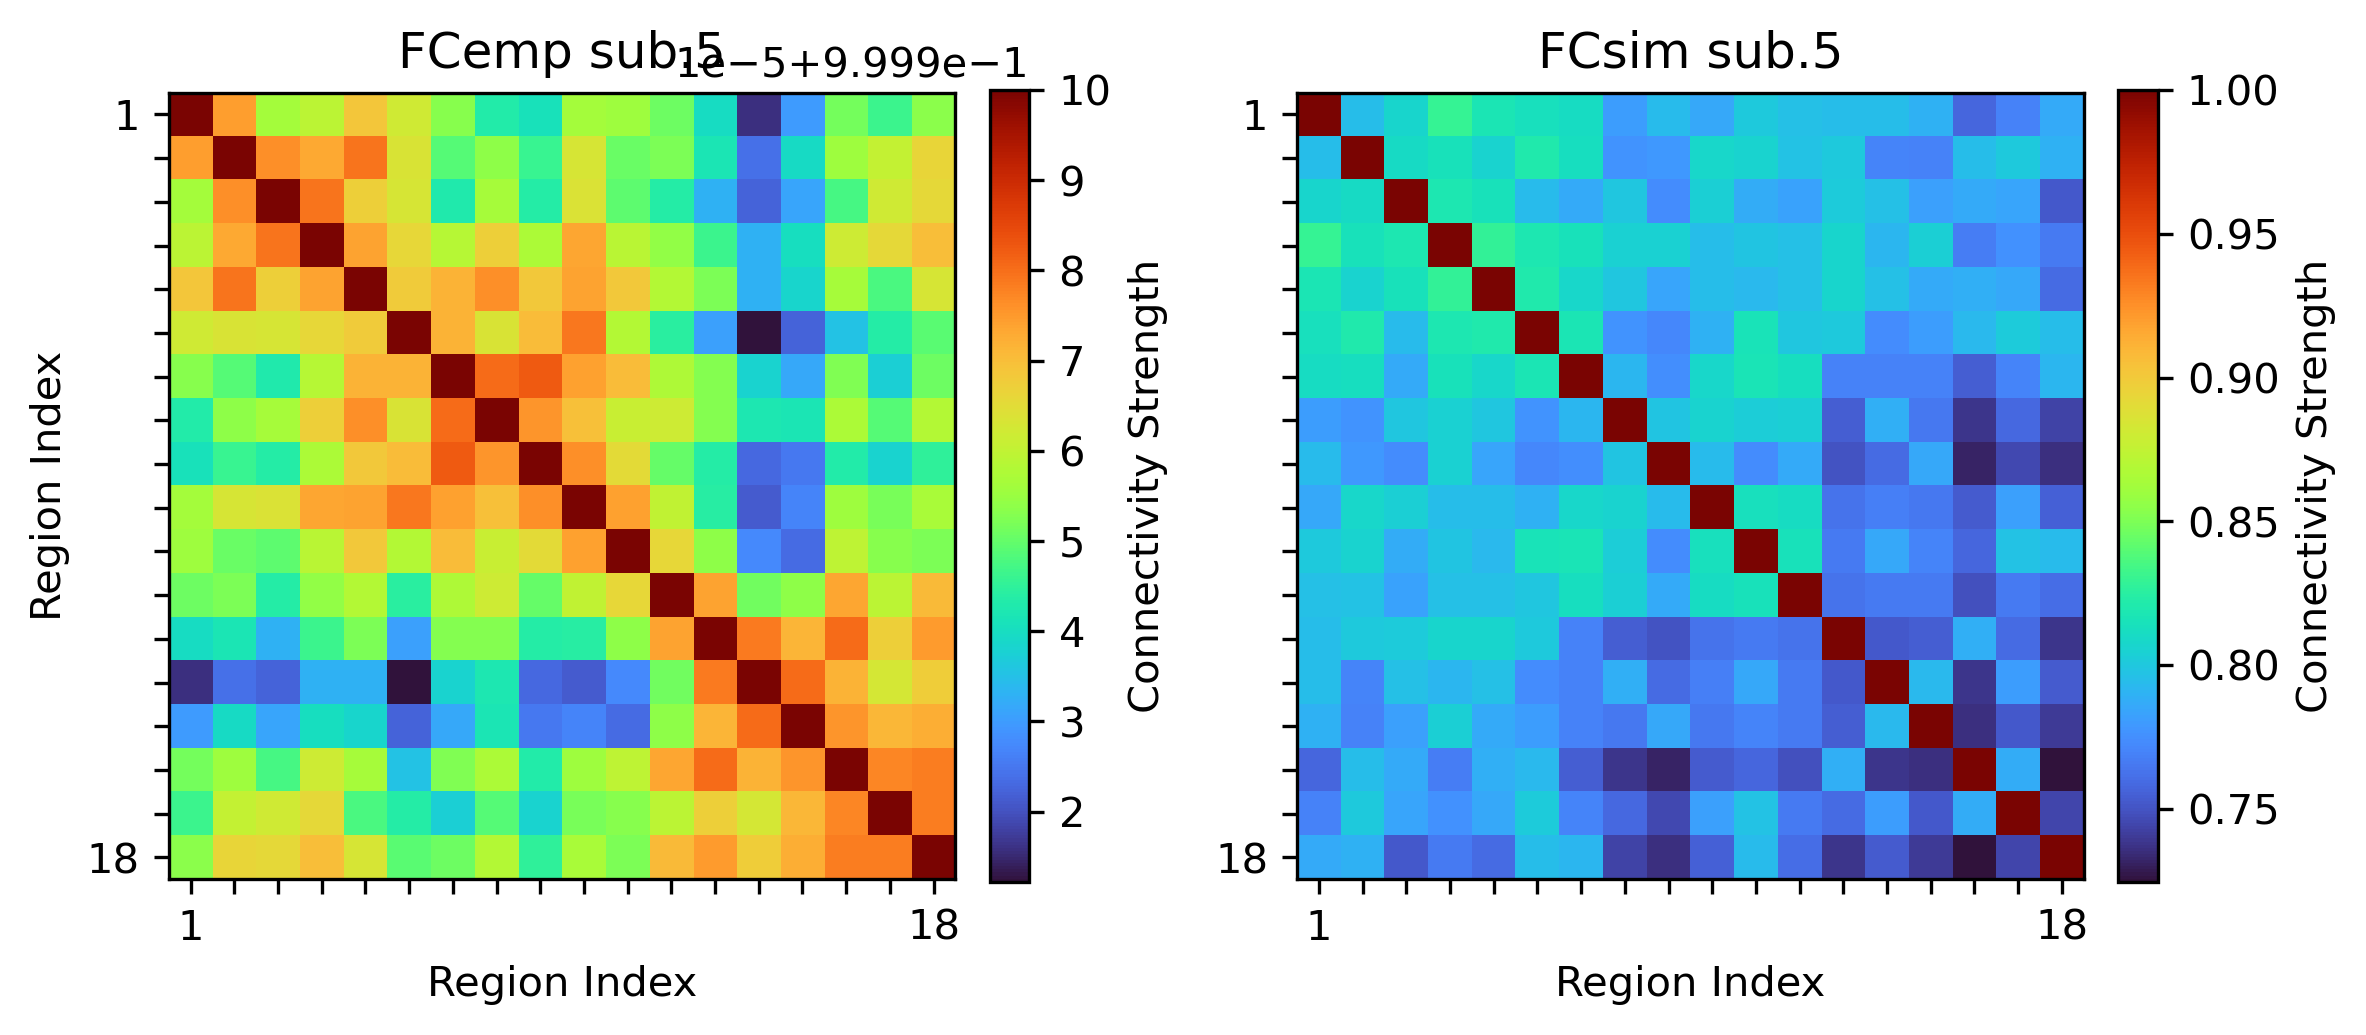 FCemp sub.5
1e−5+9.999e−1
1
18
1
18
Region Index
Region Index
10
9
8
7
6
5
4
3
2
Connectivity Strength
FCsim sub.5
1
18
1
18
Region Index
1.00
0.95
0.90
0.85
0.80
0.75
Connectivity Strength